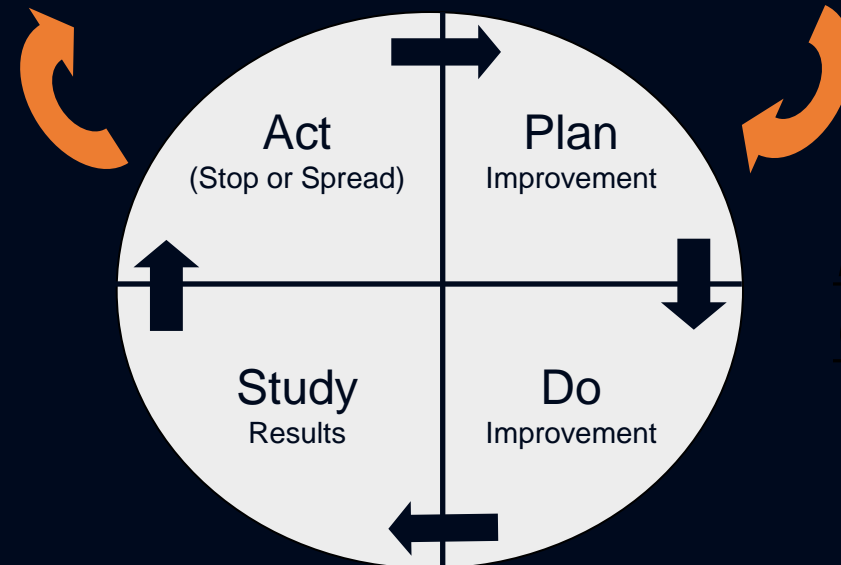 Act
(Stop or Spread)
Plan
Improvement
Study
Results
Do
Improvement